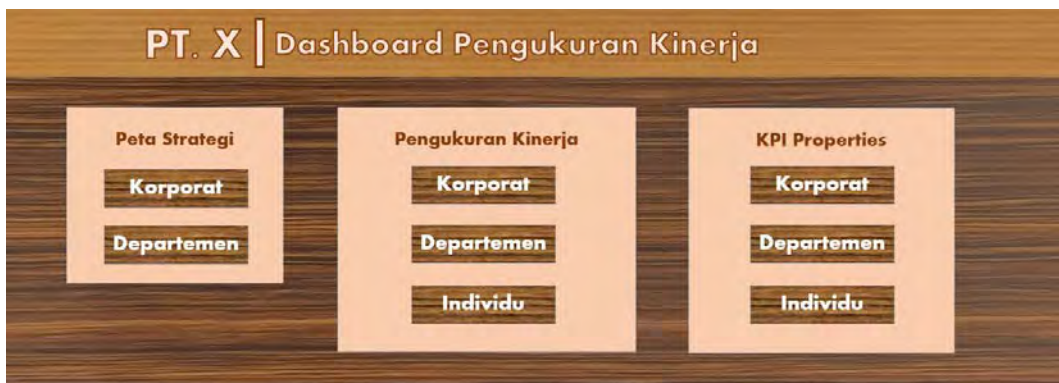 PT. X | Dashboard Pengukuran Kinerja
Peta Strategi
Korporat
Departemen
Pengukuran Kinerja
Korporat
Departemen
Individu
KPI Properties
Korporat
Departemen
Individu